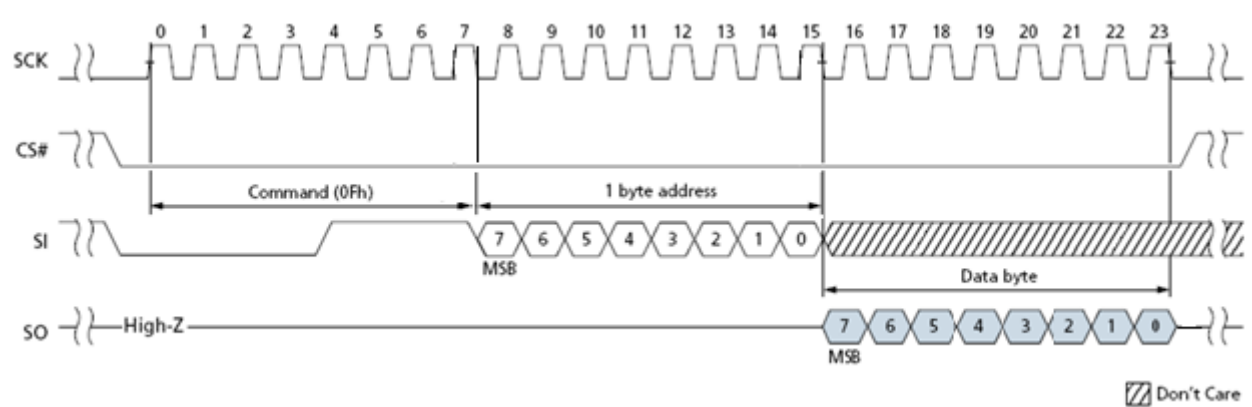 0 1 2 3 4 5 6 7 8 9 10 11 12 13 14 15 16 17 18 19 20 21 22 23
SCK
CS#
Command (0Fh) 1 byte address
SI 7 6 5 4 3 2 1 0
MSB
Data byte
SO High-Z 7 6 5 4 3 2 1 0
MSB
Don't Care